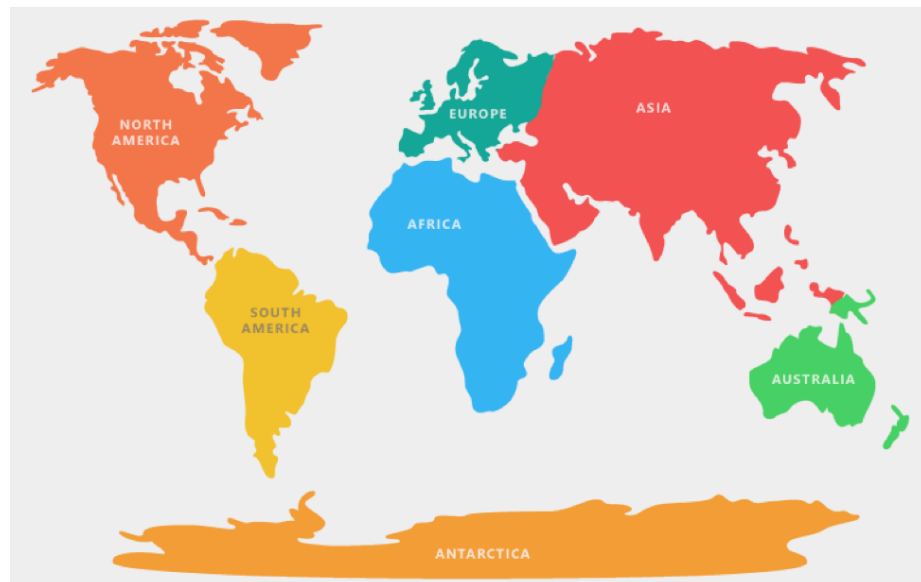 NORTH
AMERICA
EUROPE
ASIA
AFRICA
SOUTH
AMERICA
AUSTRALIA
ANTARCTICA